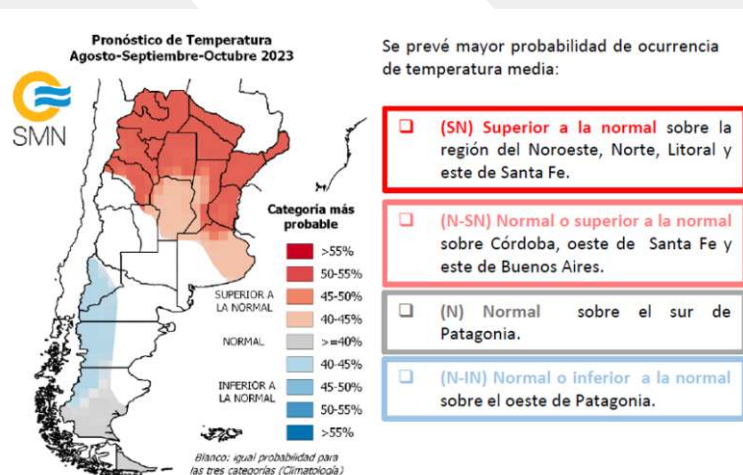 Pronóstico de Temperatura
Agosto-Septiembre-Octubre 2023
SMN
Categoría más
probable
>55%
50-55%
SUPERIOR A
LA NORMAL
45-50%
40-45%
NORMAL
>=40%
40-45%
INFERIOR A
LA NORMAL
45-50%
50-55%
>55%
Blanco: igual probabilidad para
las tres categorías (Climatología)
Se prevé mayor probabilidad de ocurrencia
de temperatura media:
(SN) Superior a la normal sobre la
región del Noroeste, Norte, Litoral y
este de Santa Fe.
(N-SN) Normal o superior a la normal
sobre Córdoba, oeste de Santa Fe y
este de Buenos Aires.
(N) Normal sobre el sur de
Patagonia.
(N-IN) Normal o inferior a la normal
sobre el oeste de Patagonia.